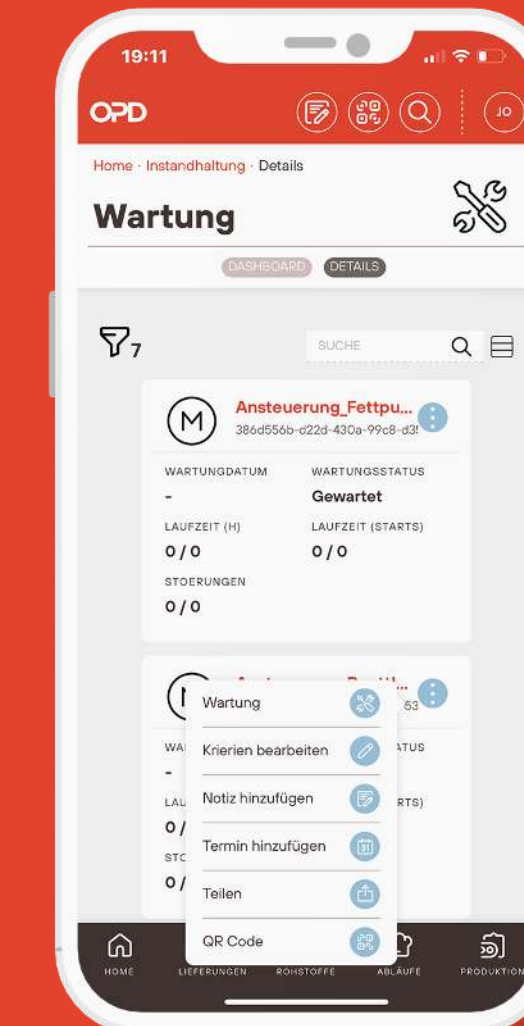 19:11
OPD
JO
Home · Instandhaltung · Details
Wartung
DASHBOARD DETAILS
7
SUCHE
M Ansteuerung_Fettpu...
386d556b-d22d-430a-99c8-d3
WARTUNGDATUM WARTUNGSSTATUS
- Gewartet
LAUFZEIT (H) LAUFZEIT (STARTS)
0 / 0 0 / 0
STOERUNGEN
0 / 0
Wartung
53
Krierien bearbeiten
-
Notiz hinzufügen
Termin hinzufügen
31
Teilen
QR Code
HOME LIEFERUNGEN ROHSTOFFE ABLÄUFE PRODUKTION